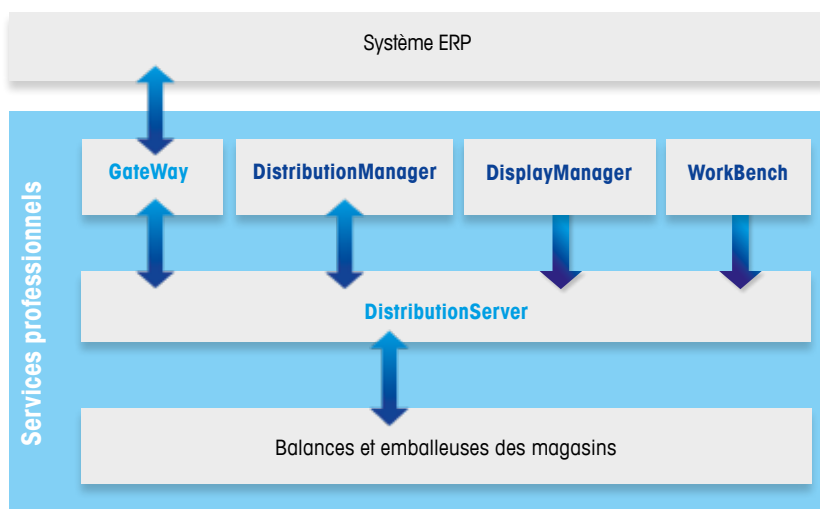 Système ERP
Services professionnels
GateWay
DistributionManager
DisplayManager
WorkBench
DistributionServer
Balances et emballeuses des magasins